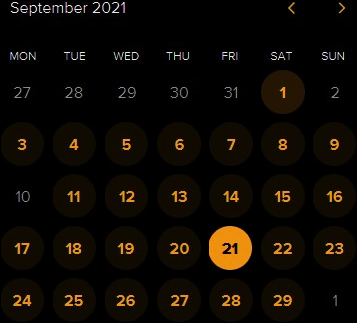 September 2021
MON TUE WED THU FRI SAT SUN
27 28 29 30 31 1 2
3 4 5 6 7 8 9
10 11 12 13 14 15 16
17 18 19 20 21 22 23
24 25 26 27 28 29 1